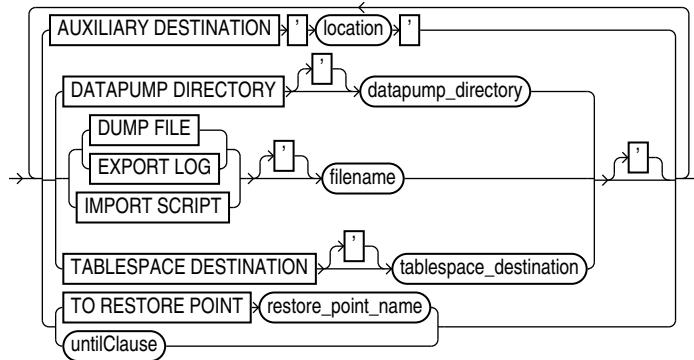 AUXILIARY DESTINATION ' location '
DATAPUMP DIRECTORY ' datapump_directory
DUMP FILE
EXPORT LOG
IMPORT SCRIPT
' filename '
TABLESPACE DESTINATION ' tablespace_destination
TO RESTORE POINT restore_point_name
untilClause